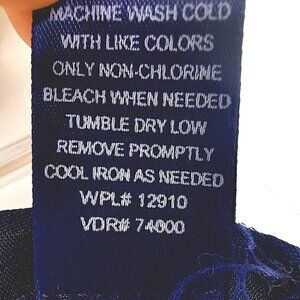 MACHINE WASH COLD
WITH LIKE COLORS
ONLY NON-CHLORINE
BLEACH WHEN NEEDED
TUMBLE DRY LOW
REMOVE PROMPTLY
COOL IRON AS NEEDED
WPL# 12910
VDR# 74000